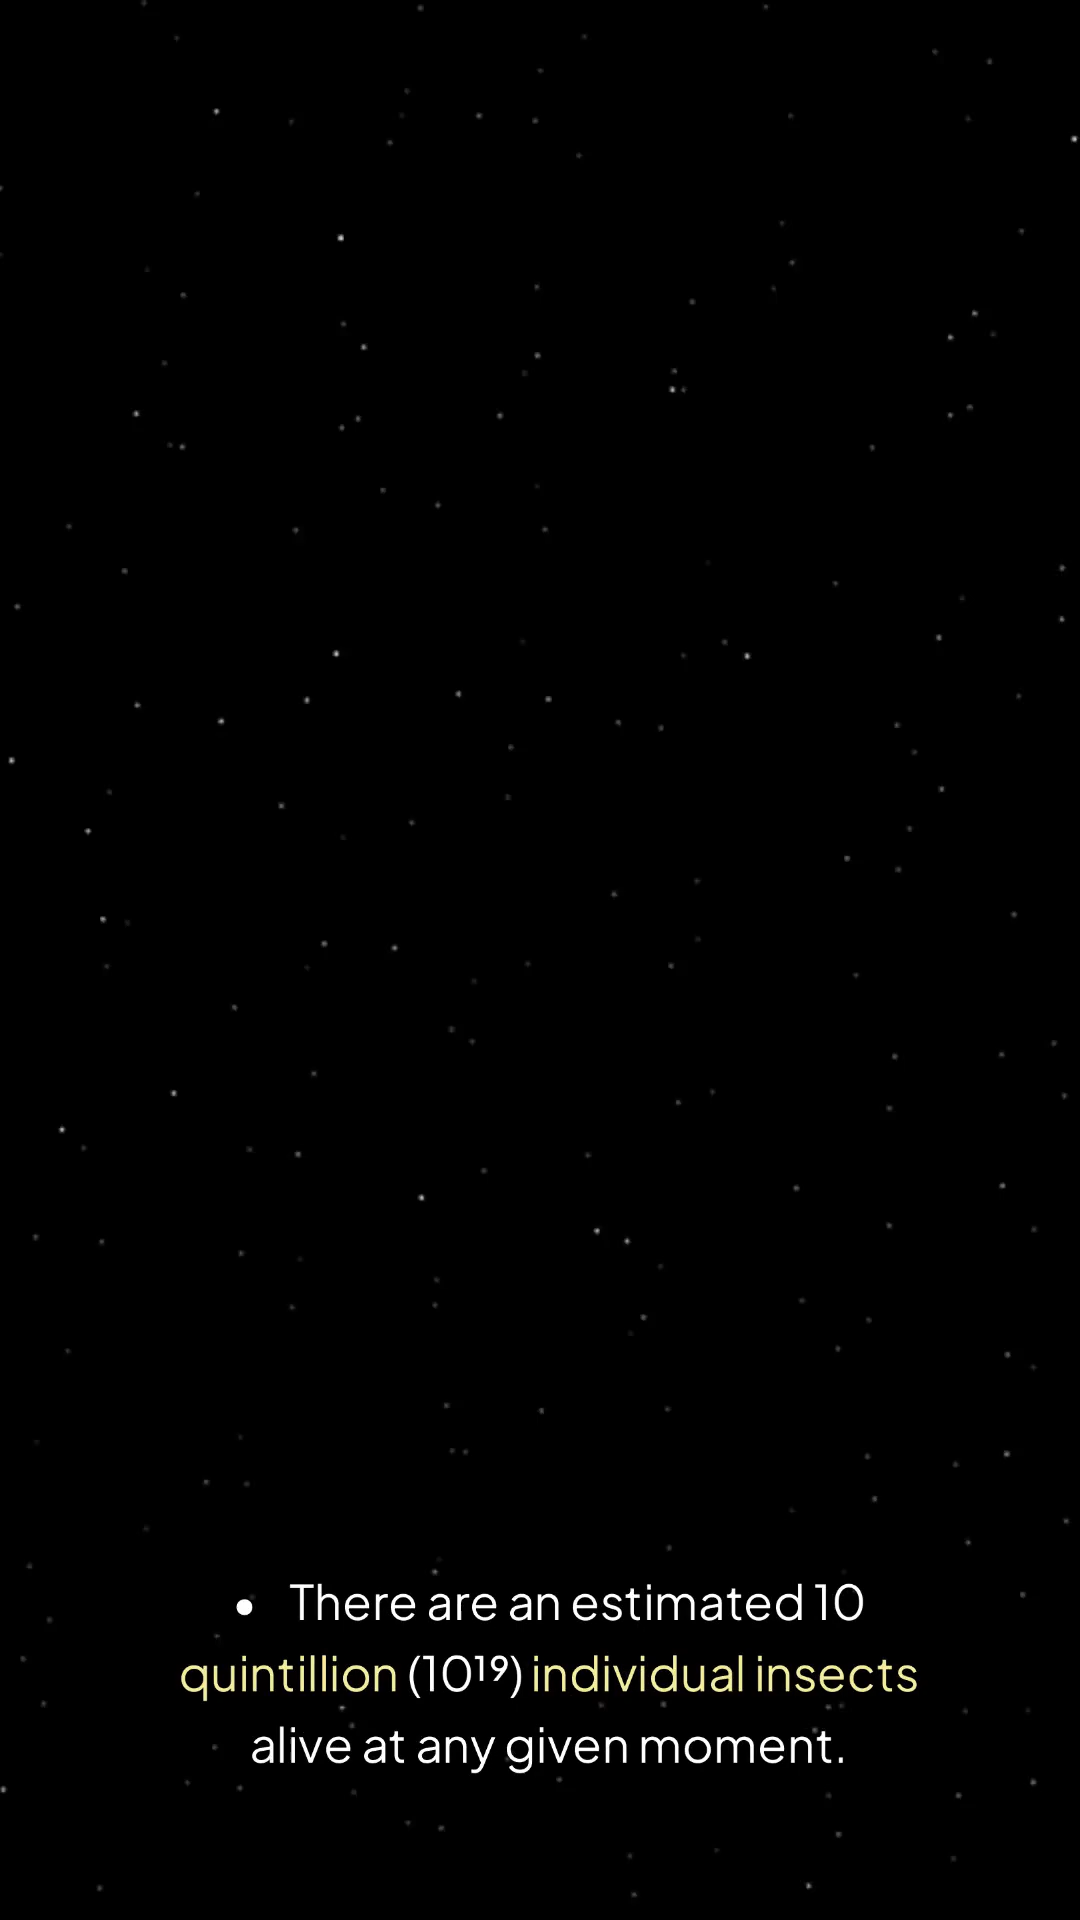 • There are an estimated 10
quintillion (10¹⁹) individual insects
alive at any given moment.